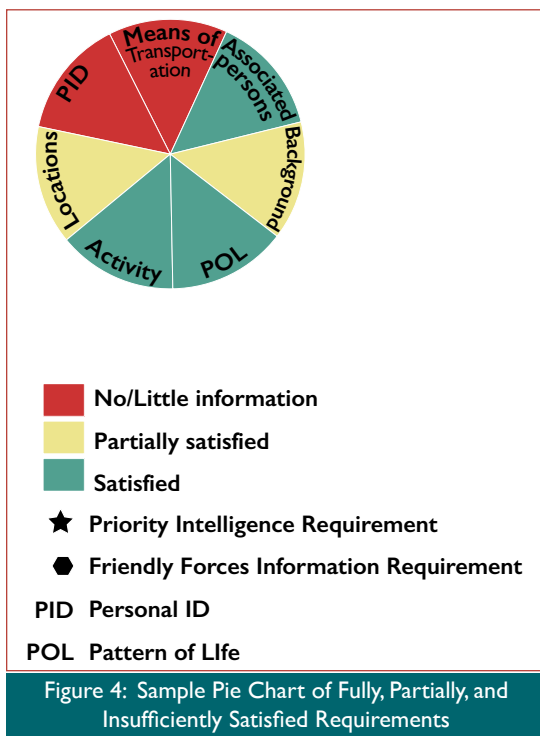 Means of
Transport-
ation
Associated
persons
Backgrorund
POL
Activity
Locations
PID
No/Little information
Partially satisfied
Satisfied
Priority Intelligence Requirement
Friendly Forces Information Requirement
PID Personal ID
POL Pattern of LIfe
Figure 4: Sample Pie Chart of Fully, Partially, and
Insufficiently Satisfied Requirements